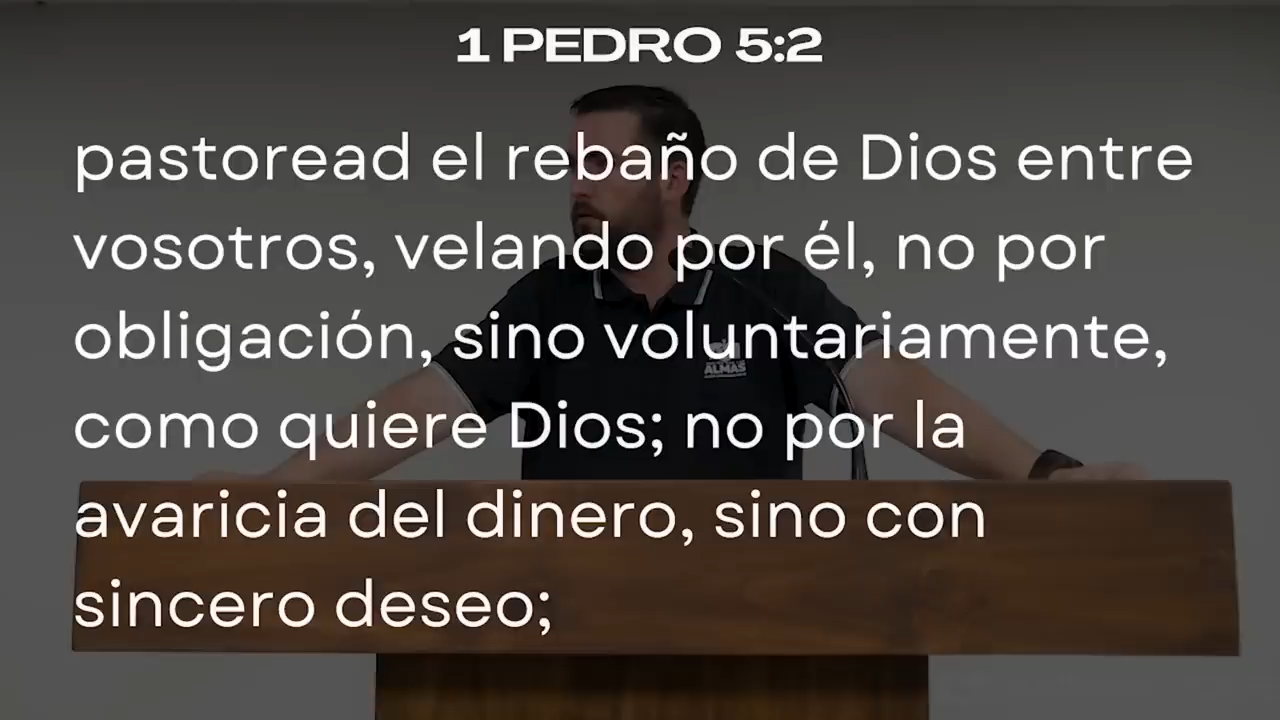 1 PEDRO 5:2
pastoread el rebaño de Dios entre
vosotros, velando por él, no por
obligación, sino voluntariamente,
como quiere Dios; no por la
avaricia del dinero, sino con
sincero deseo;
ALMAS